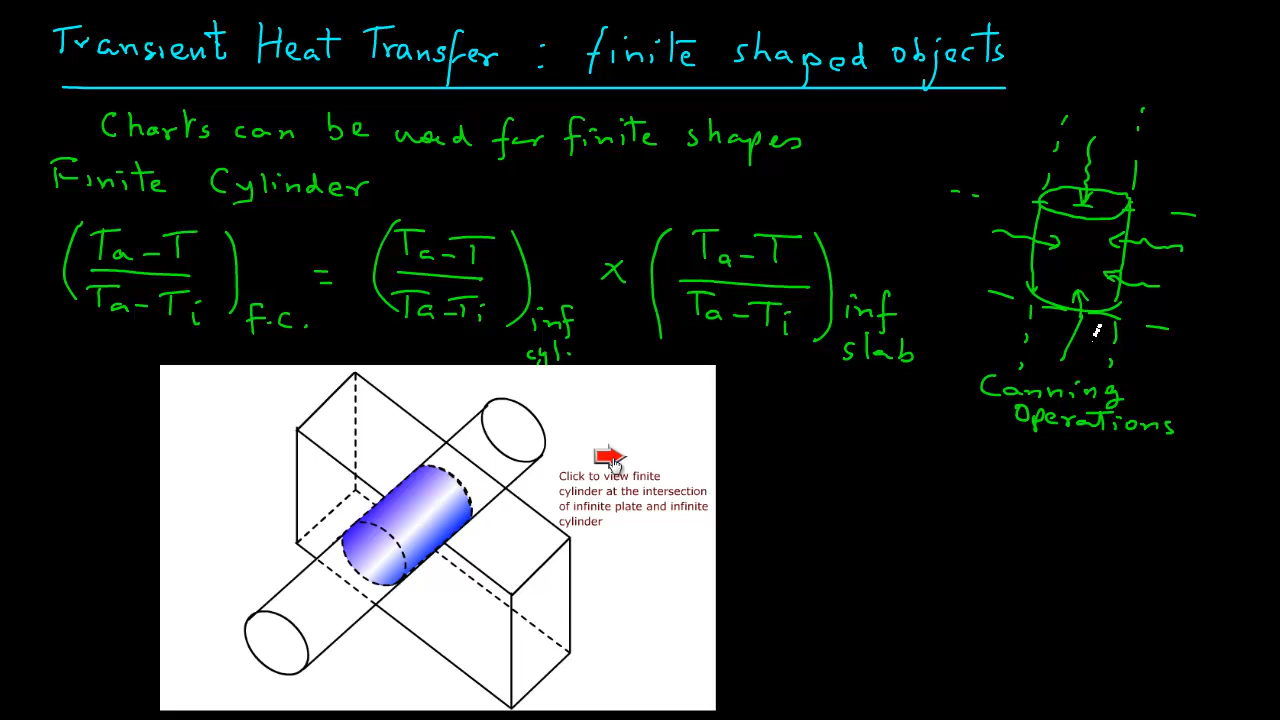 Transient Heat Transfer : finite shaped objects
Charts can be used for finite shapes
Finite Cylinder
(Ta-T / Ta-Ti) f.c. = (Ta-T / Ta-Ti) inf cyl. × (Ta-T / Ta-Ti) inf slab
Canning
Operations
Click to view finite
cylinder at the intersection
of infinite plate and infinite
cylinder